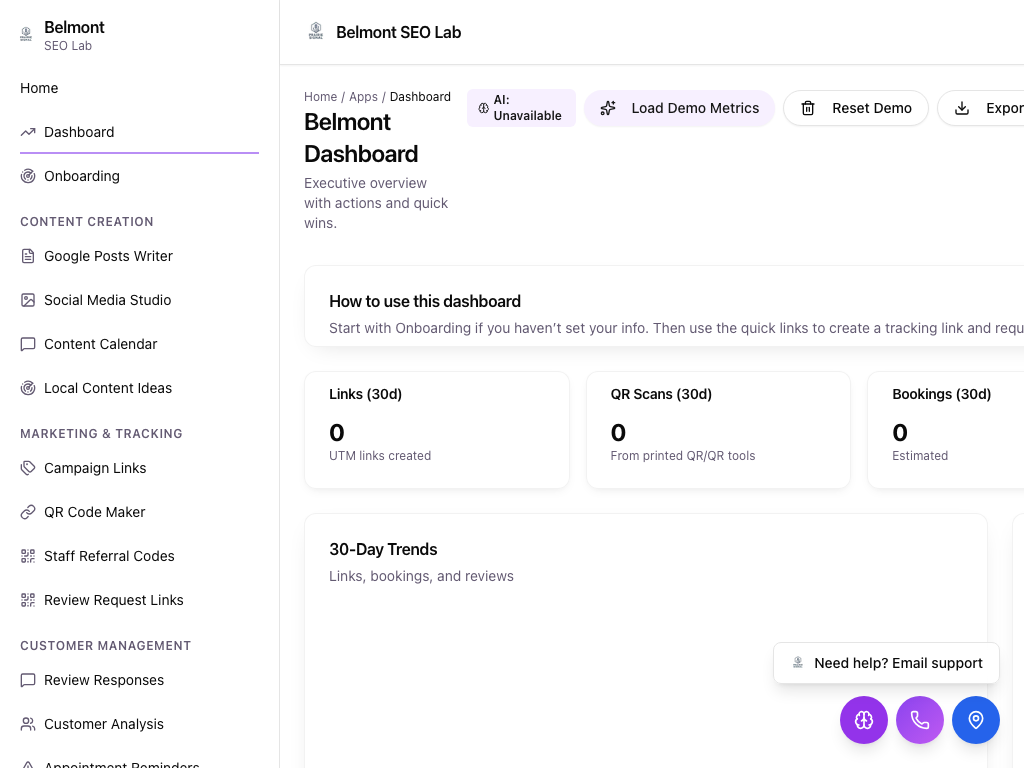 Belmont
SEO Lab
Home
Dashboard
Onboarding
CONTENT CREATION
Google Posts Writer
Social Media Studio
Content Calendar
Local Content Ideas
MARKETING & TRACKING
Campaign Links
QR Code Maker
Staff Referral Codes
Review Request Links
CUSTOMER MANAGEMENT
Review Responses
Customer Analysis
Appointment Reminders
Belmont SEO Lab
Home / Apps / Dashboard
Belmont
Dashboard
Executive overview
with actions and quick
wins.
AI:
Unavailable
Load Demo Metrics
Reset Demo
Expor
How to use this dashboard
Start with Onboarding if you haven’t set your info. Then use the quick links to create a tracking link and requ
Links (30d)
0
UTM links created
QR Scans (30d)
0
From printed QR/QR tools
Bookings (30d)
0
Estimated
30-Day Trends
Links, bookings, and reviews
Need help? Email support